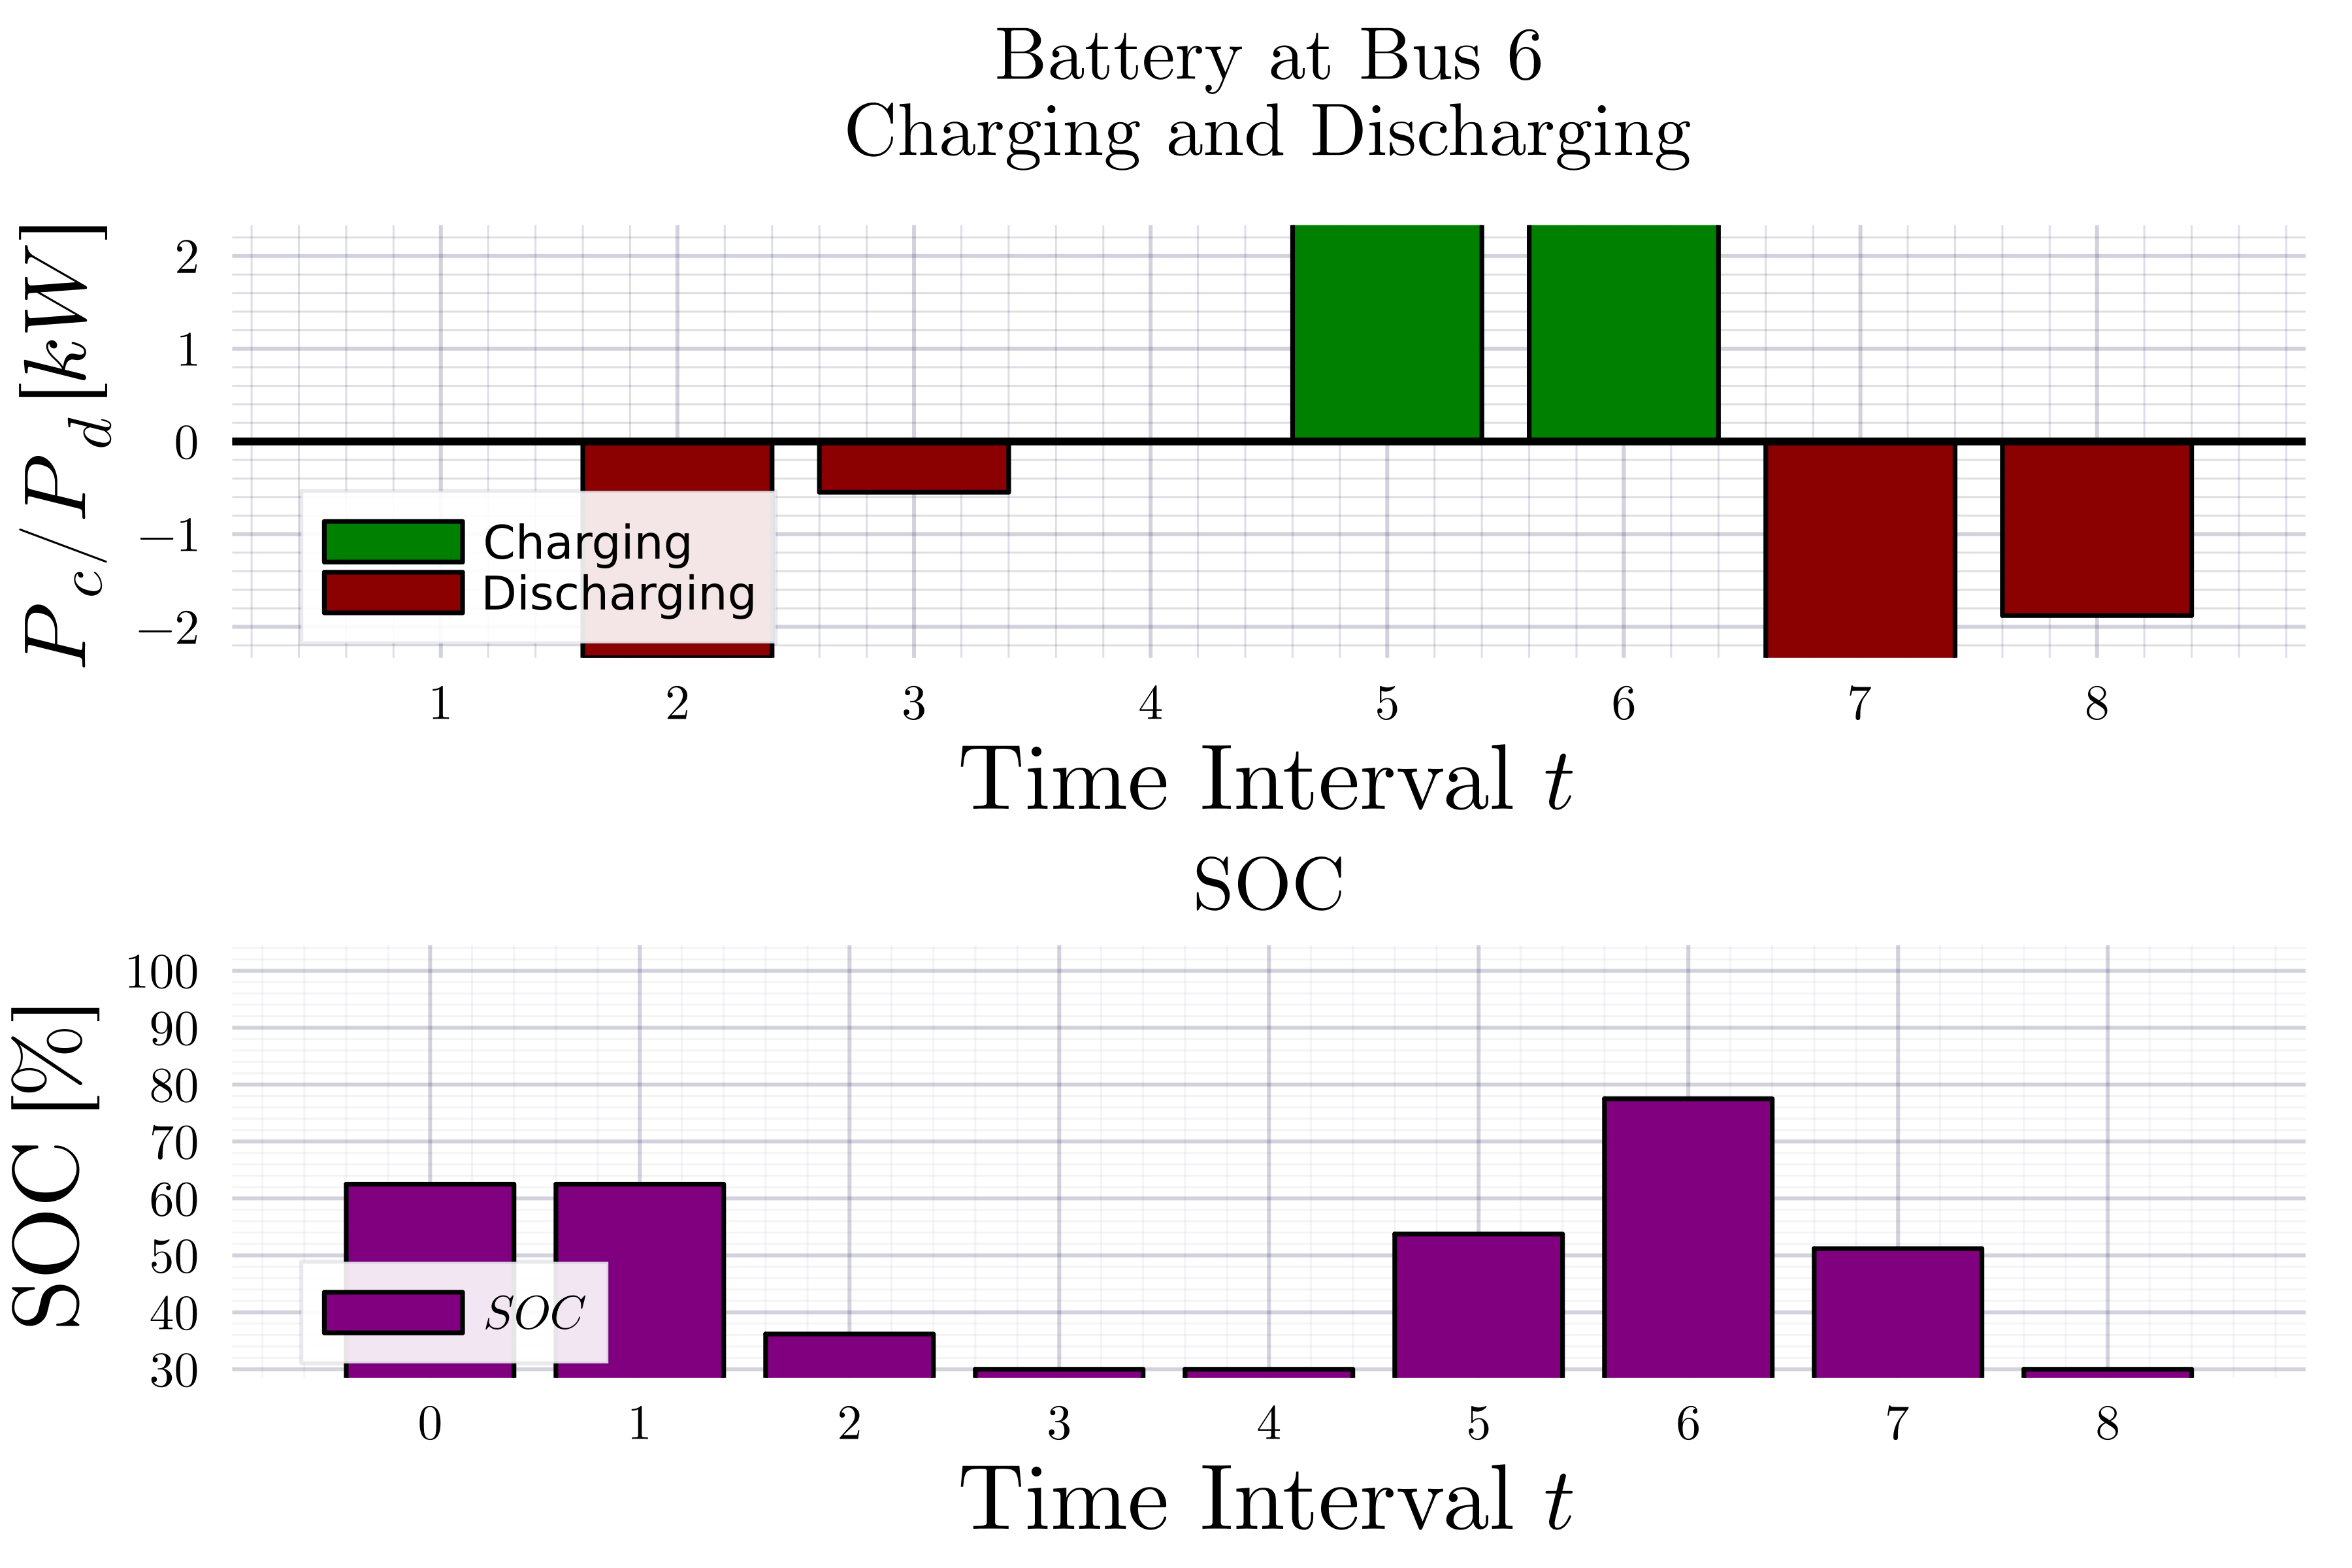 Battery at Bus 6
Charging and Discharging
P_c/P_d [kW]
2
1
0
−1
−2
Charging
Discharging
1 2 3 4 5 6 7 8
Time Interval t
SOC
SOC [%]
100
90
80
70
60
50
40
30
SOC
0 1 2 3 4 5 6 7 8
Time Interval t